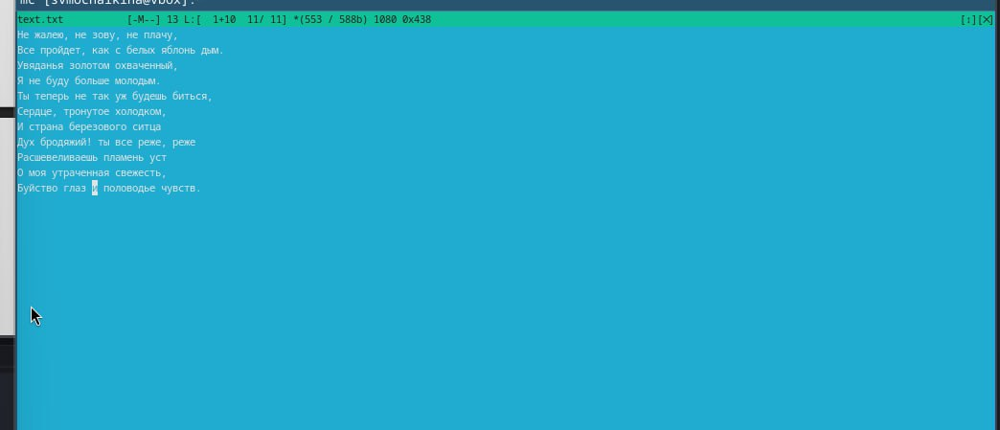 mc [svmochalkina@vbox]:
text.txt [-M--] 13 L:[ 1+10 11/ 11] *(553 / 588b) 1080 0x438 [↕][X]
Не жалею, не зову, не плачу,
Все пройдет, как с белых яблонь дым.
Увяданья золотом охваченный,
Я не буду больше молодым.
Ты теперь не так уж будешь биться,
Сердце, тронутое холодком,
И страна березового ситца
Дух бродяжий! ты все реже, реже
Расшевеливаешь пламень уст
О моя утраченная свежесть,
Буйство глаз и половодье чувств.